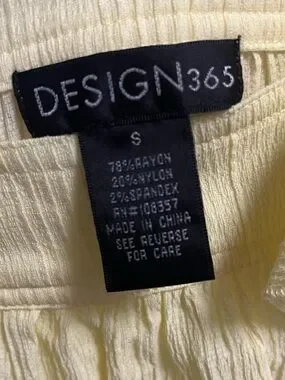 DESIGN365
S
78%RAYON
20%NYLON
2%SPANDEX
RN#108357
MADE IN CHINA
SEE REVERSE
FOR CARE